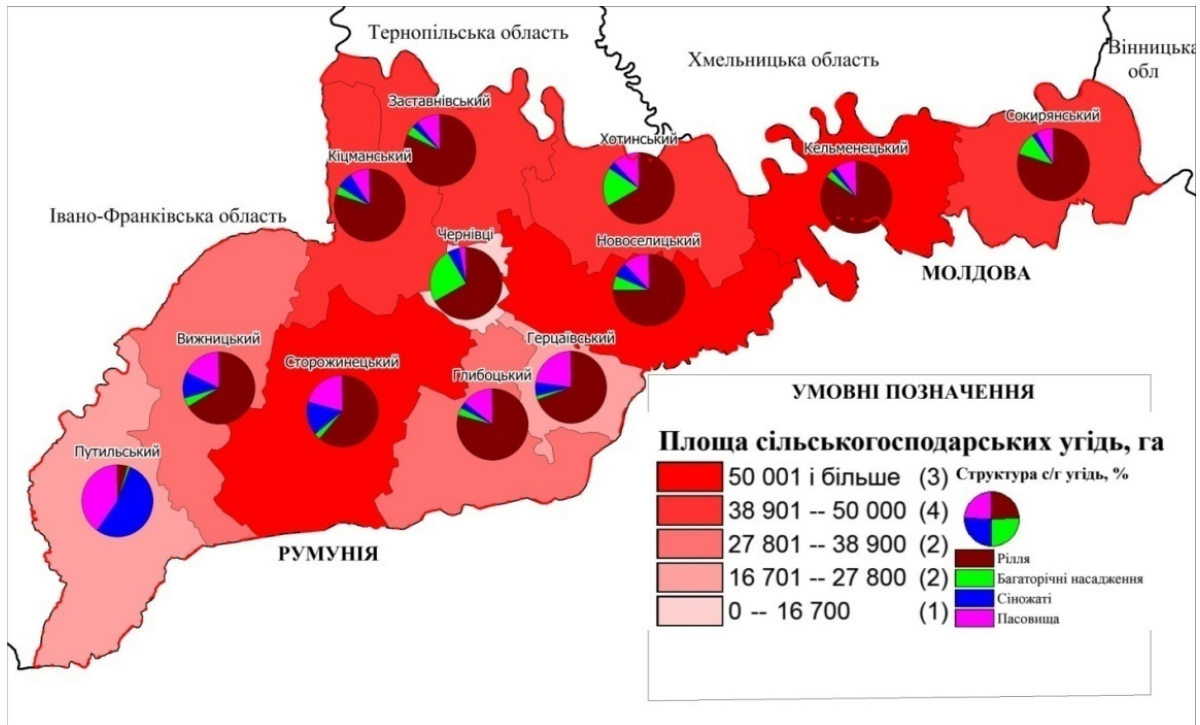 Тернопільська область
Хмельницька область
Вінницька
обл
Заставнівський
Сокирянський
Хотинський
Кельменецький
Кіцманський
Івано-Франківська область
Чернівці
Новоселицький
МОЛДОВА
Вижницький
Герцаївський
Сторожинецький
Глибоцький
Путильський
РУМУНІЯ
УМОВНІ ПОЗНАЧЕННЯ
Площа сільськогосподарських угідь, га
50 001 і більше (3)
38 901 -- 50 000 (4)
27 801 -- 38 900 (2)
16 701 -- 27 800 (2)
0 -- 16 700 (1)
Структура с/г угідь, %
Рілля
Багаторічні насадження
Сіножаті
Пасовища